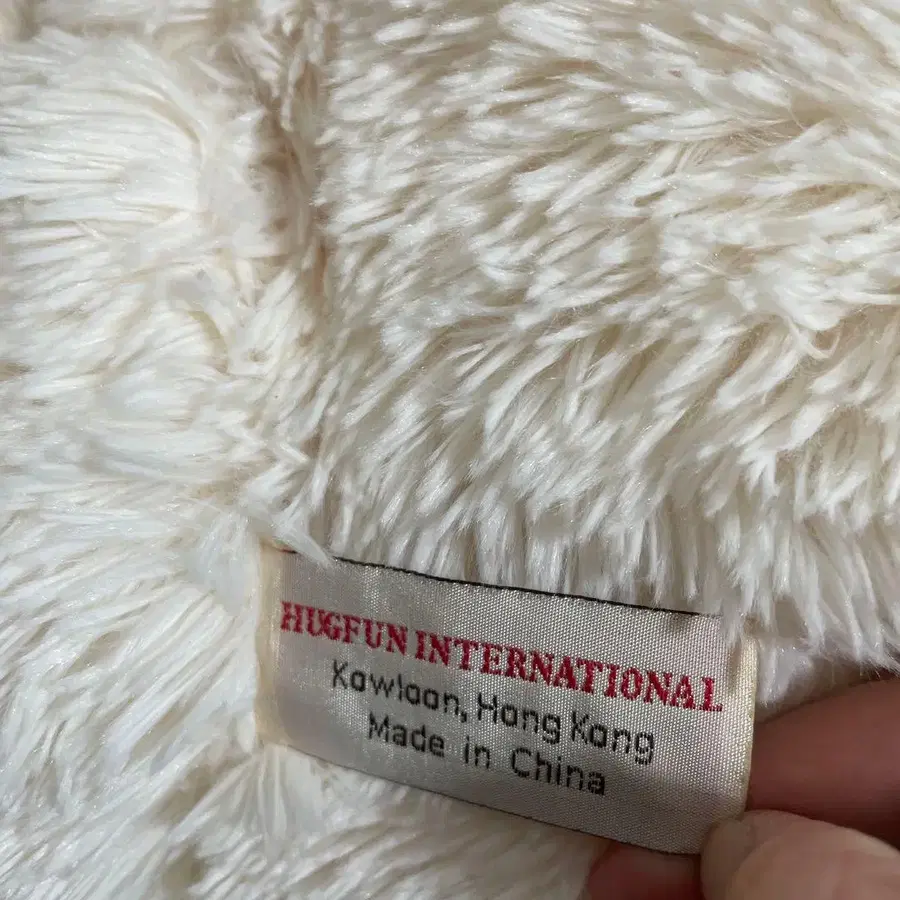 HUGFUN INTERNATIONAL
Kowloon, Hong Kong
Made in China